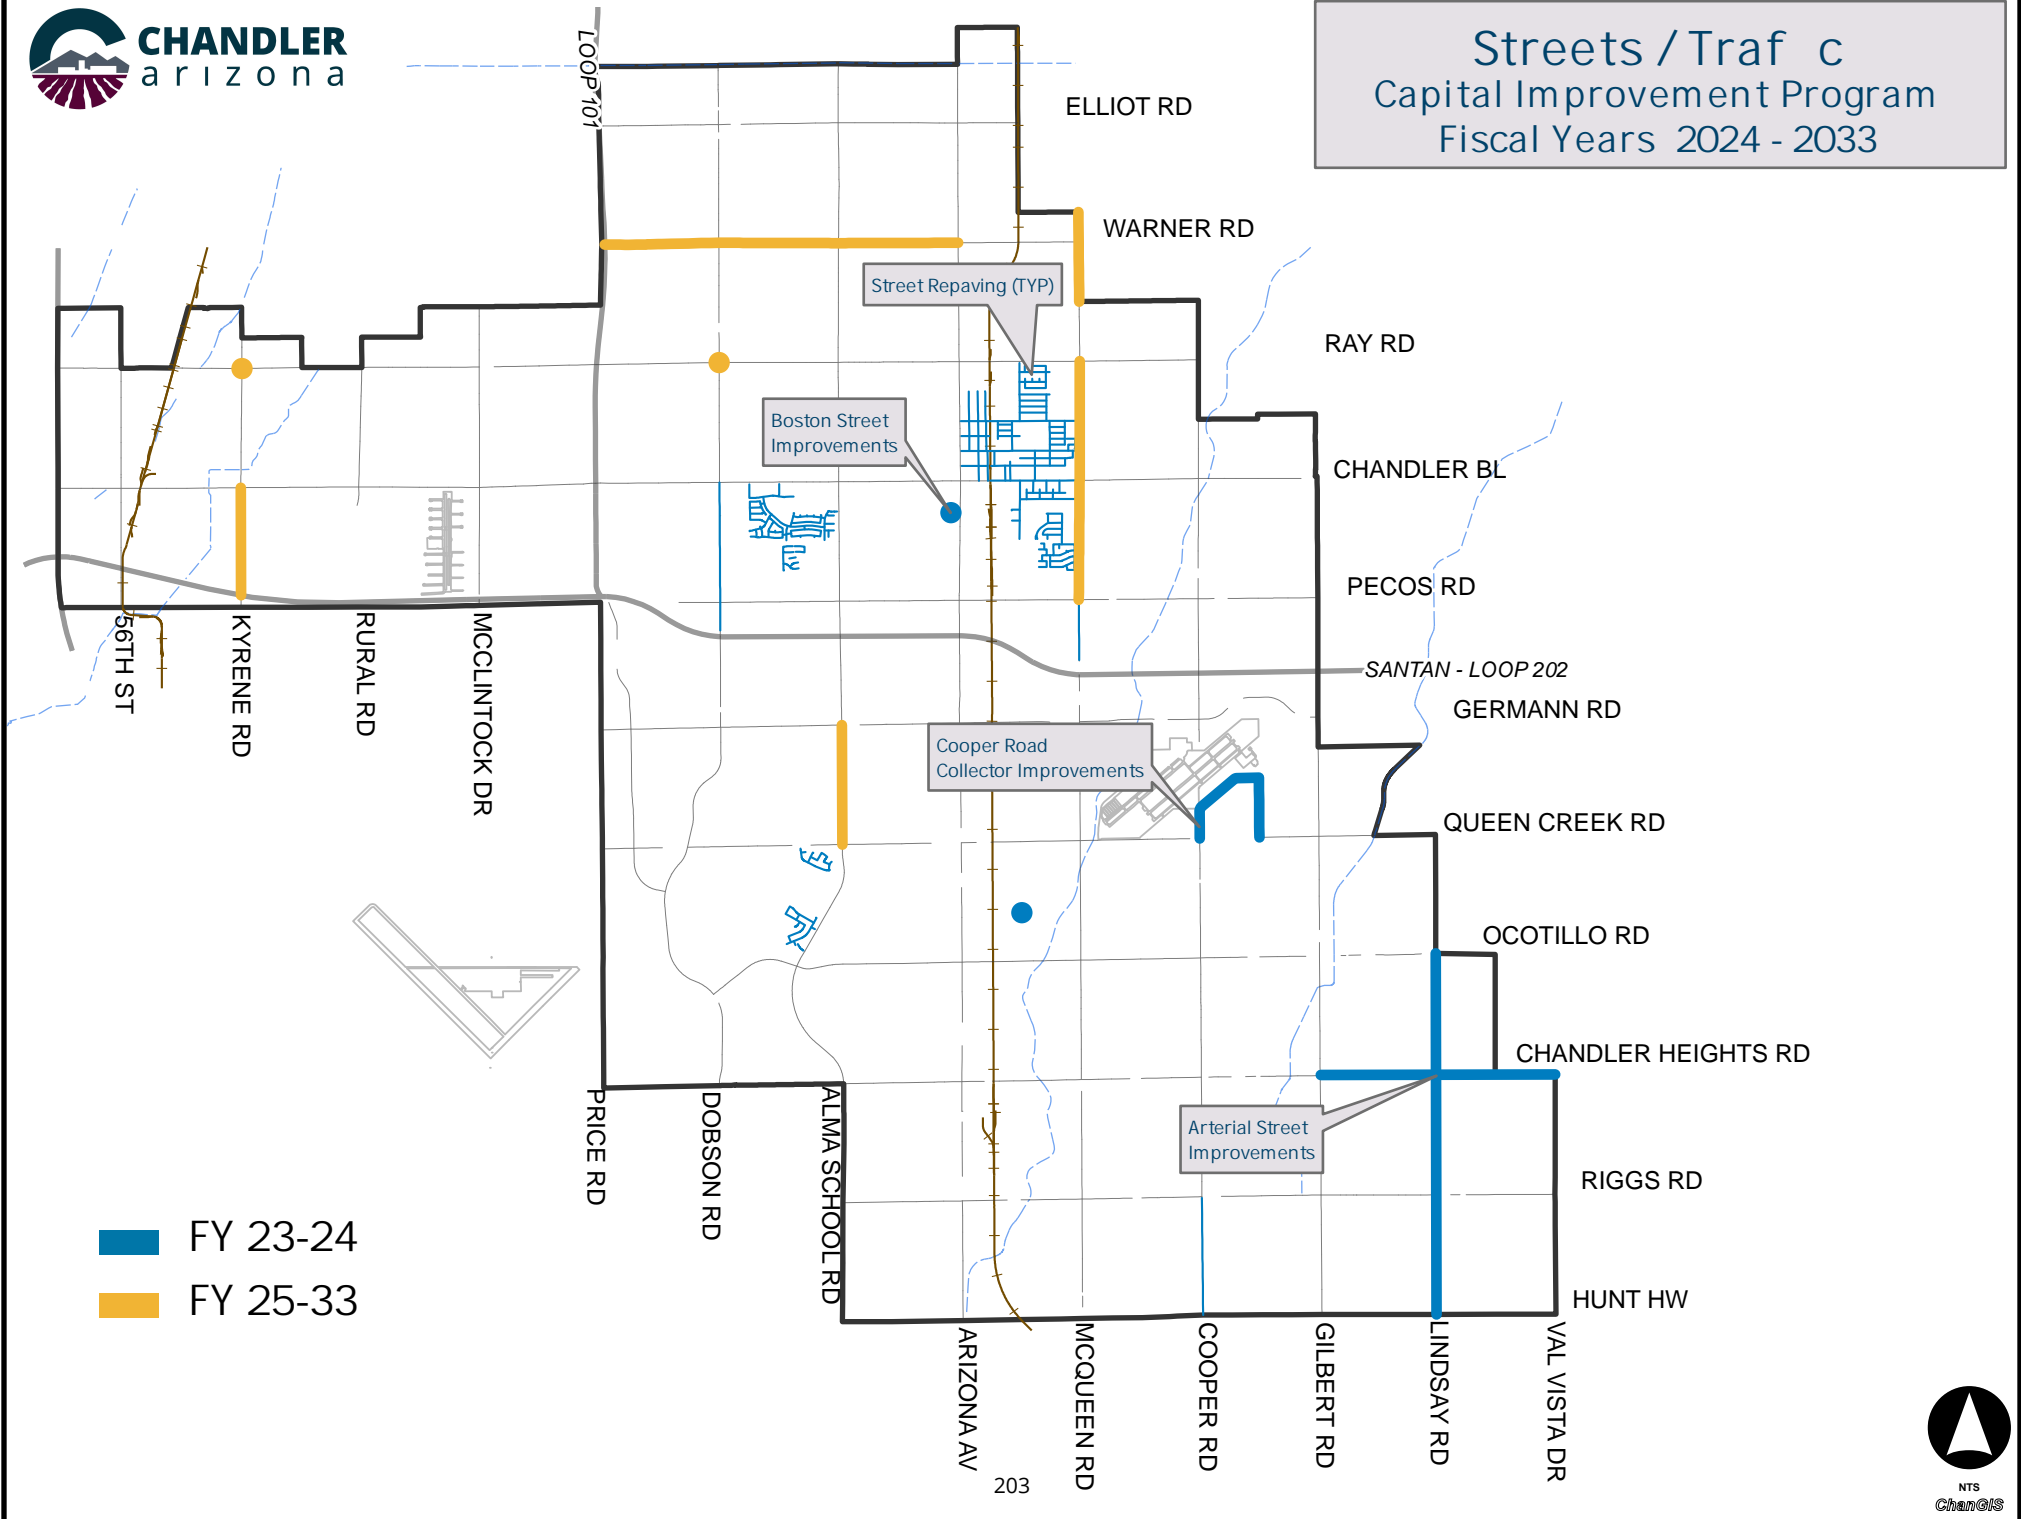 CHANDLER
arizona
Streets / Traf c
Capital Improvement Program
Fiscal Years 2024 - 2033
LOOP 101
ELLIOT RD
WARNER RD
Street Repaving (TYP)
RAY RD
Boston Street
Improvements
CHANDLER BL
PECOS RD
56TH ST
KYRENE RD
RURAL RD
MCCLINTOCK DR
SANTAN - LOOP 202
GERMANN RD
Cooper Road
Collector Improvements
QUEEN CREEK RD
OCOTILLO RD
CHANDLER HEIGHTS RD
PRICE RD
DOBSON RD
ALMA SCHOOL RD
Arterial Street
Improvements
RIGGS RD
FY 23-24
FY 25-33
HUNT HW
ARIZONA AV
MCQUEEN RD
COOPER RD
GILBERT RD
LINDSAY RD
VAL VISTA DR
203
NTS
ChanGIS